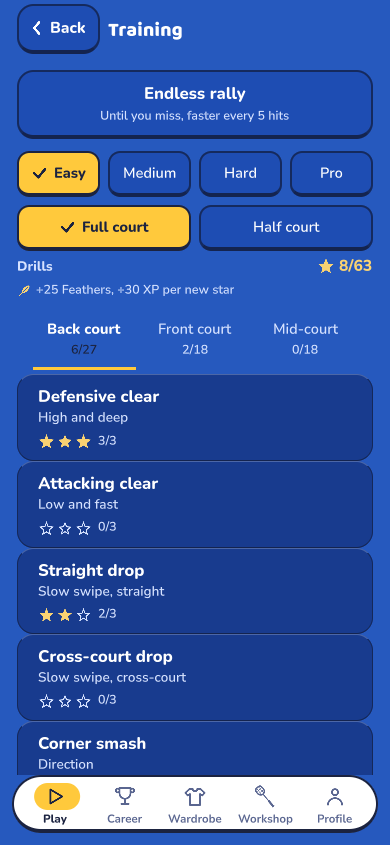 Back
Training
Endless rally
Until you miss, faster every 5 hits
Easy
Medium
Hard
Pro
Full court
Half court
Drills
8/63
+25 Feathers, +30 XP per new star
Back court
Front court
Mid-court
6/27
2/18
0/18
Defensive clear
High and deep
3/3
Attacking clear
Low and fast
0/3
Straight drop
Slow swipe, straight
2/3
Cross-court drop
Slow swipe, cross-court
0/3
Corner smash
Direction
Play
Career
Wardrobe
Workshop
Profile